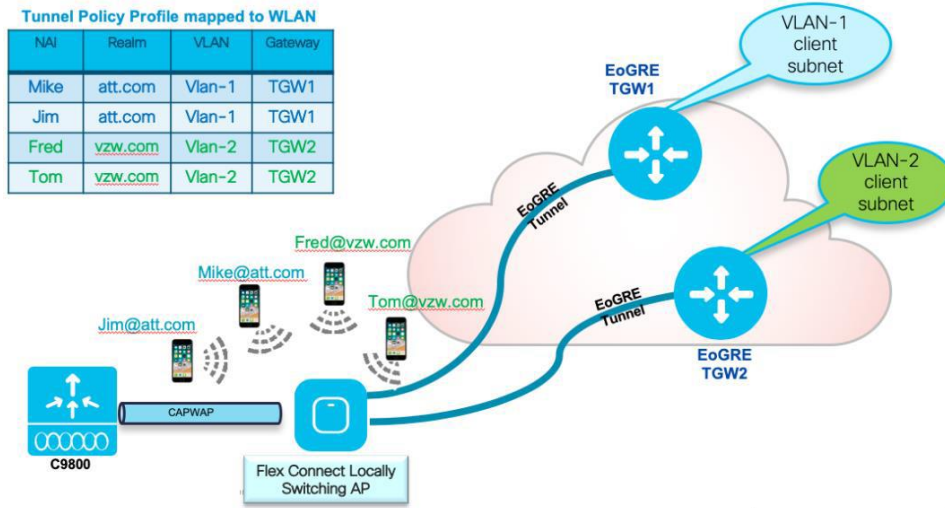 Tunnel Policy Profile mapped to WLAN
NAI Realm VLAN Gateway
Mike att.com Vlan-1 TGW1
Jim att.com Vlan-1 TGW1
Fred vzw.com Vlan-2 TGW2
Tom vzw.com Vlan-2 TGW2
VLAN-1
client
subnet
EoGRE
TGW1
VLAN-2
client
subnet
EoGRE
Tunnel
Fred@vzw.com
Mike@att.com
Tom@vzw.com
Jim@att.com
EoGRE
Tunnel
EoGRE
TGW2
CAPWAP
C9800
Flex Connect Locally
Switching AP